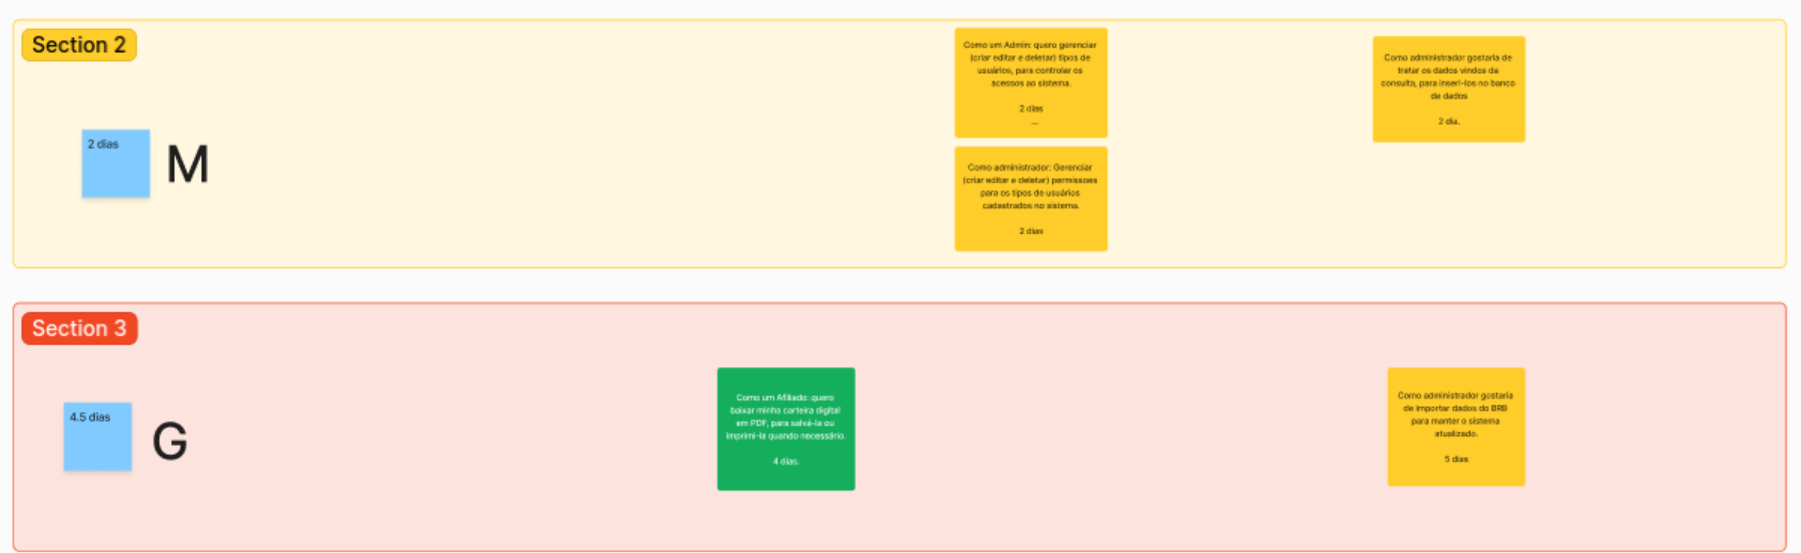 Section 2
2 dias
M
Como um Admin: quero gerenciar
(criar editar e deletar) tipos de
usuários, para controlar os
acessos ao sistema.
2 dias
...
Como administrador: Gerenciar
(criar editar e deletar) permissoes
para os tipos de usuários
cadastrados no sistema.
2 dias
Como administrador gostaria de
tratar os dados vindos da
consulta, para inserí-los no banco
de dados
2 dia.
Section 3
4.5 dias
G
Como um Afiliado: quero
baixar minha carteira digital
em PDF, para salvá-la ou
imprimi-la quando necessário.
4 dias.
Como administrador gostaria
de importar dados do BRB
para manter o sistema
atualizado.
5 dias